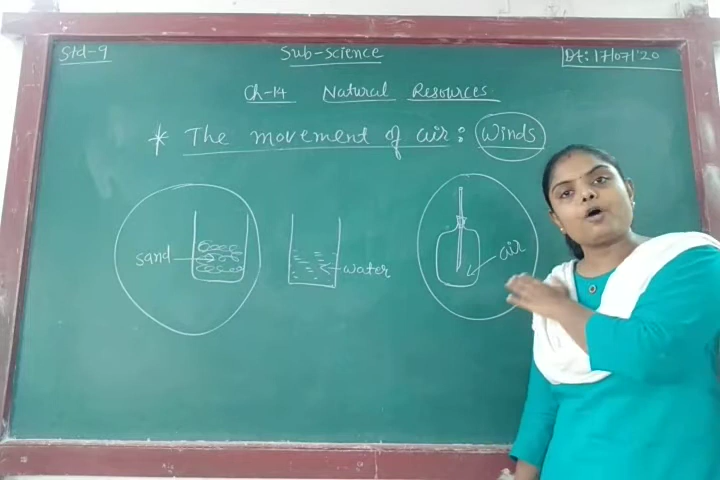 Std-9 Sub-science Dt: 17/07/'20
Ch-14 Natural Resources
* The movement of air: Winds
sand water air